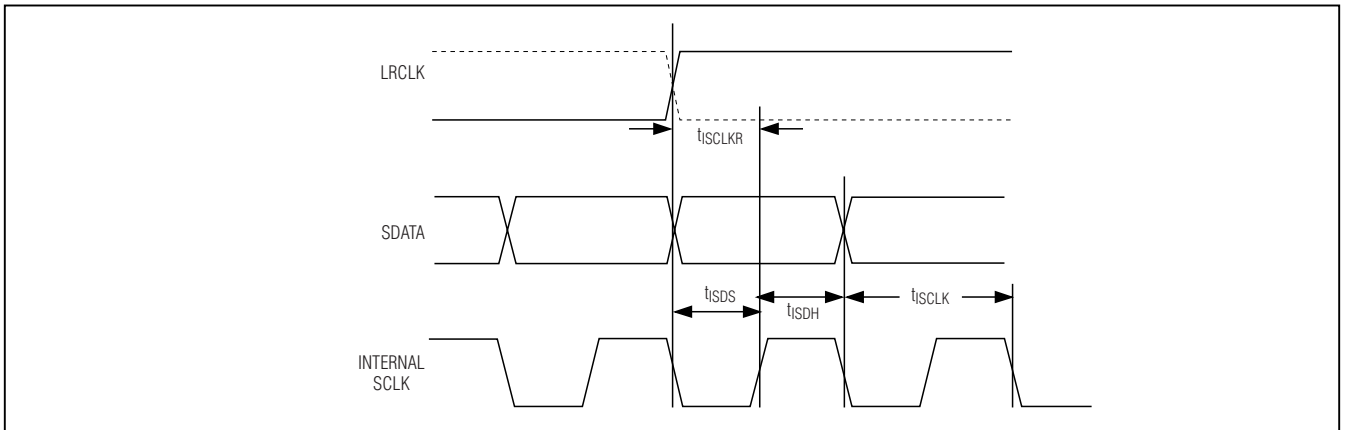 LRCLK
tISCLKR
SDATA
tISDS
tISDH
tISCLK
INTERNAL
SCLK